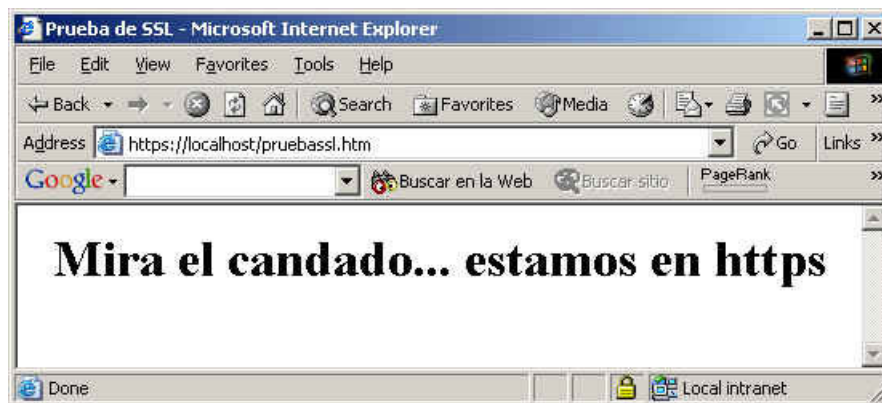 Prueba de SSL - Microsoft Internet Explorer
File Edit View Favorites Tools Help
Back Search Favorites Media
Address https://localhost/pruebassl.htm Go Links »
Google Buscar en la Web Buscar sitio PageRank »
Mira el candado... estamos en https
Done Local intranet